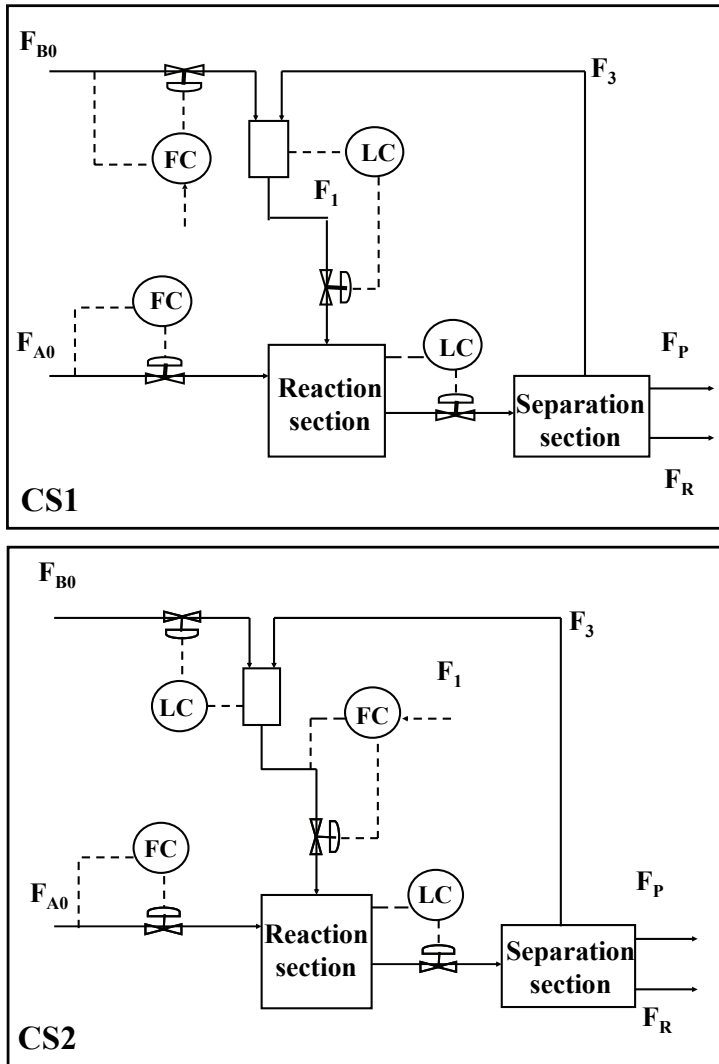 F_B0
F_3
FC
LC
F_1
FC
F_A0
LC
F_P
Reaction
section
Separation
section
F_R
CS1
F_B0
F_3
F_1
LC
FC
FC
F_A0
LC
F_P
Reaction
section
Separation
section
F_R
CS2